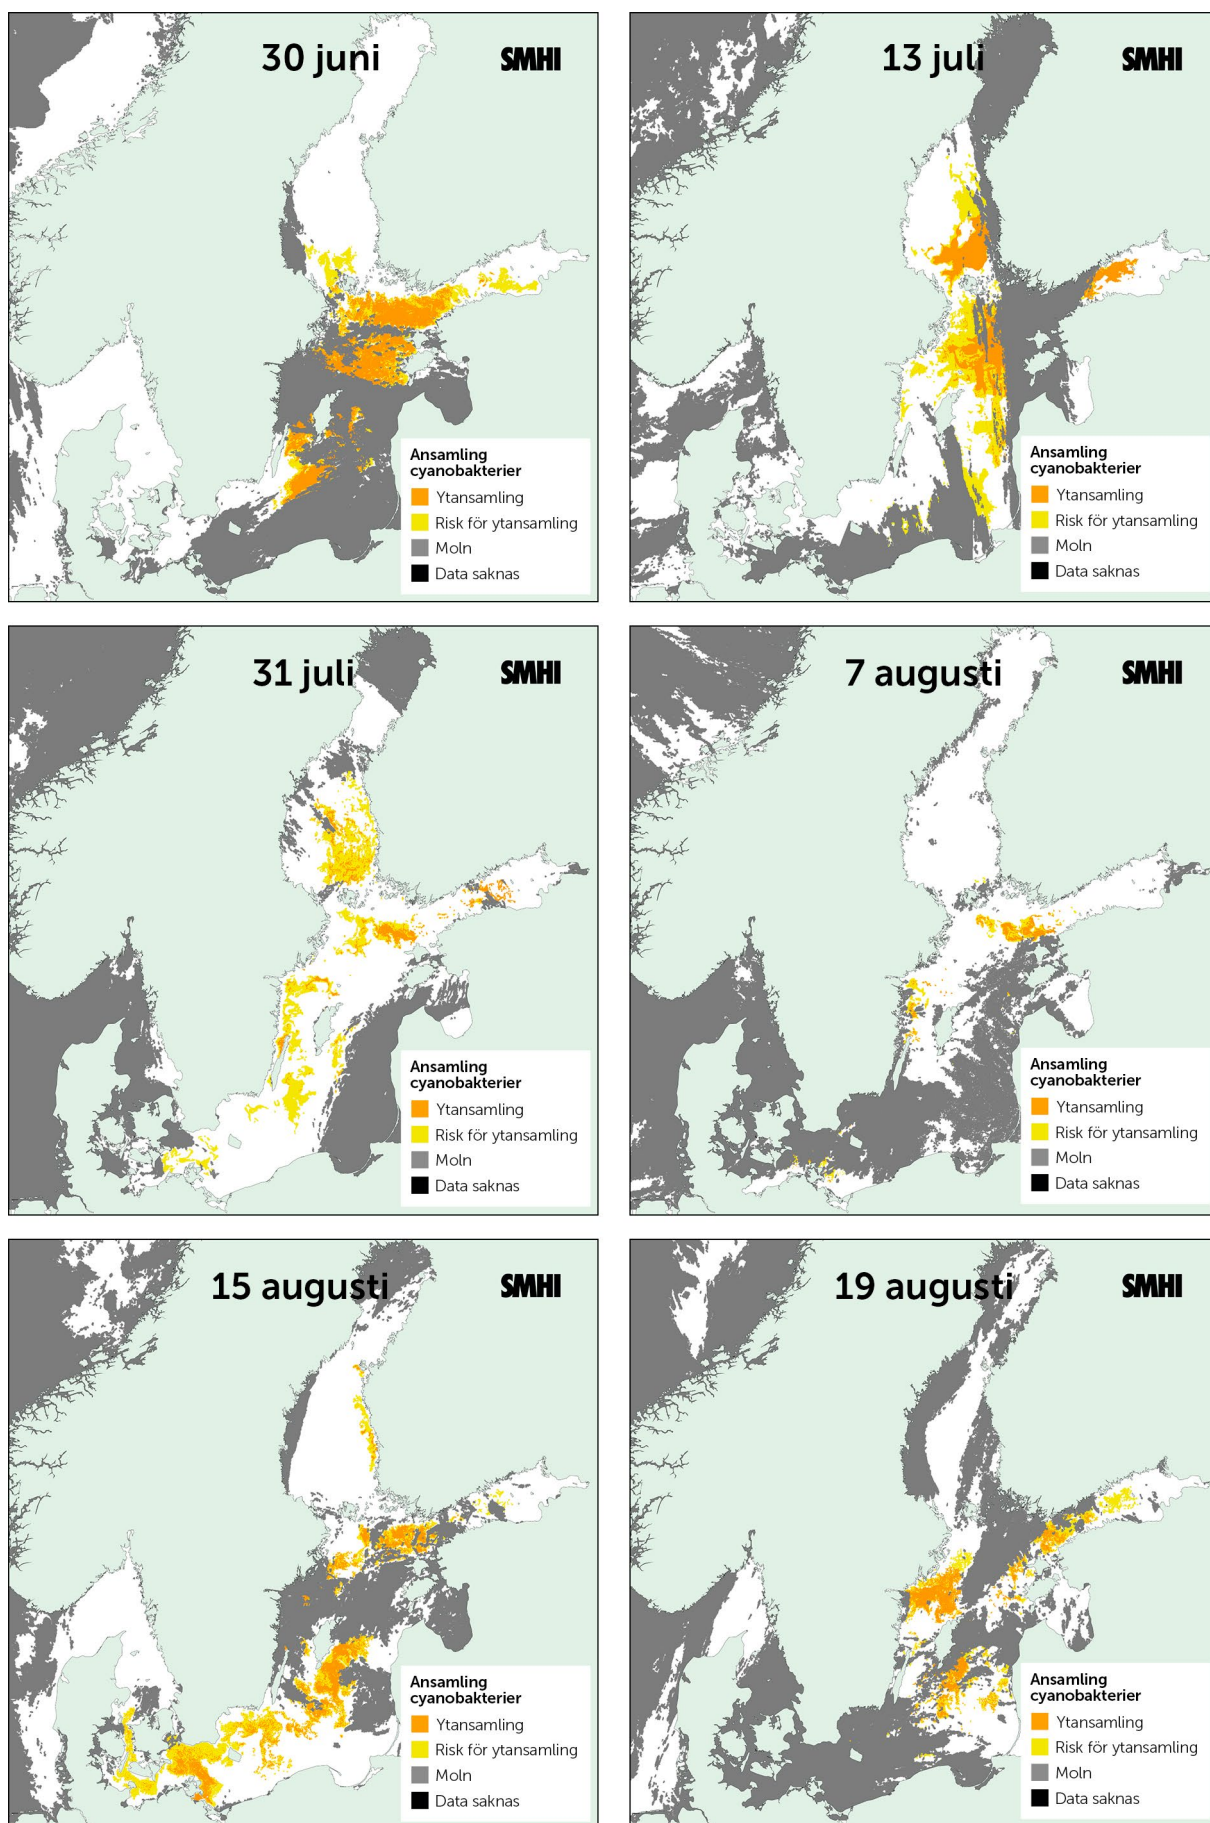 30 juni
SMHI
Ansamling
cyanobakterier
Ytansamling
Risk för ytansamling
Moln
Data saknas
13 juli
SMHI
Ansamling
cyanobakterier
Ytansamling
Risk för ytansamling
Moln
Data saknas
31 juli
SMHI
Ansamling
cyanobakterier
Ytansamling
Risk för ytansamling
Moln
Data saknas
7 augusti
SMHI
Ansamling
cyanobakterier
Ytansamling
Risk för ytansamling
Moln
Data saknas
15 augusti
SMHI
Ansamling
cyanobakterier
Ytansamling
Risk för ytansamling
Moln
Data saknas
19 augusti
SMHI
Ansamling
cyanobakterier
Ytansamling
Risk för ytansamling
Moln
Data saknas